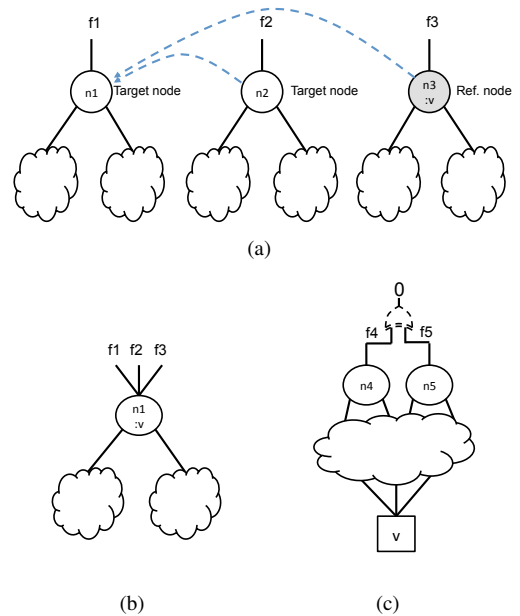 f1 f2 f3
n1 Target node n2 Target node n3 :v Ref. node
(a)
0
f4 f5
f1 f2 f3
n4 n5
n1
:v
v
(b) (c)